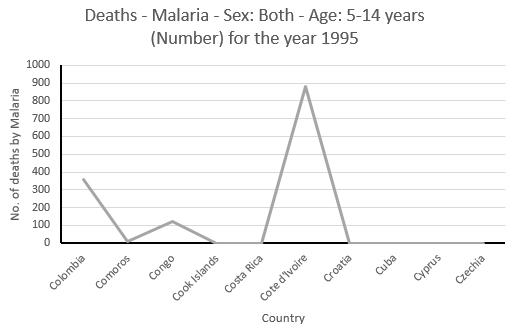 Deaths - Malaria - Sex: Both - Age: 5-14 years
(Number) for the year 1995
1000
900
800
700
600
500
400
300
200
100
0
No. of deaths by Malaria
Colombia
Comoros
Congo
Cook Islands
Costa Rica
Cote d'Ivoire
Croatia
Cuba
Cyprus
Czechia
Country